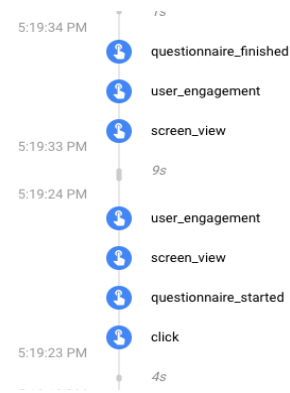 1s
5:19:34 PM
questionnaire_finished
user_engagement
screen_view
5:19:33 PM
9s
5:19:24 PM
user_engagement
screen_view
questionnaire_started
click
5:19:23 PM
4s